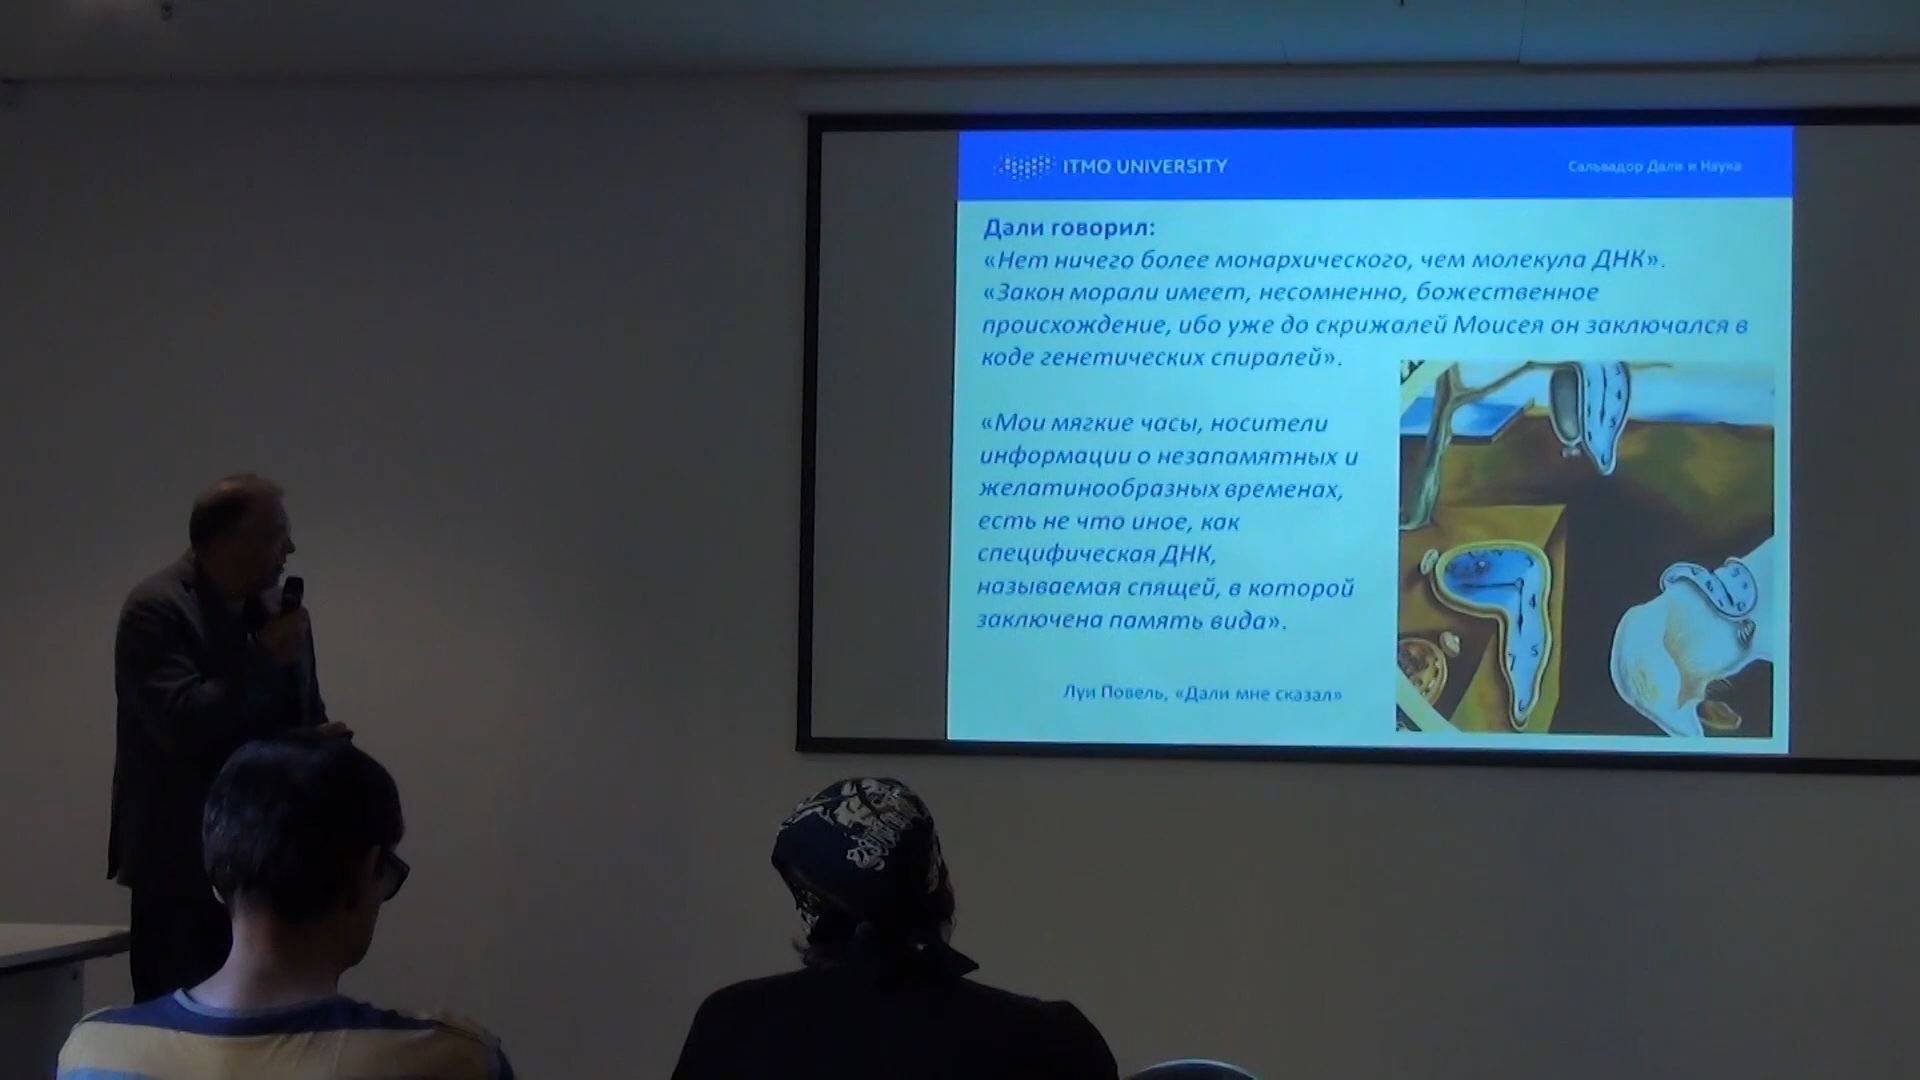 ITMO UNIVERSITY
Сальвадор Дали и Наука
Дали говорил:
«Нет ничего более монархического, чем молекула ДНК».
«Закон морали имеет, несомненно, божественное
происхождение, ибо уже до скрижалей Моисея он заключался в
коде генетических спиралей».
«Мои мягкие часы, носители
информации о незапамятных и
желатинообразных временах,
есть не что иное, как
специфическая ДНК,
называемая спящей, в которой
заключена память вида».
Луи Повель, «Дали мне сказал»